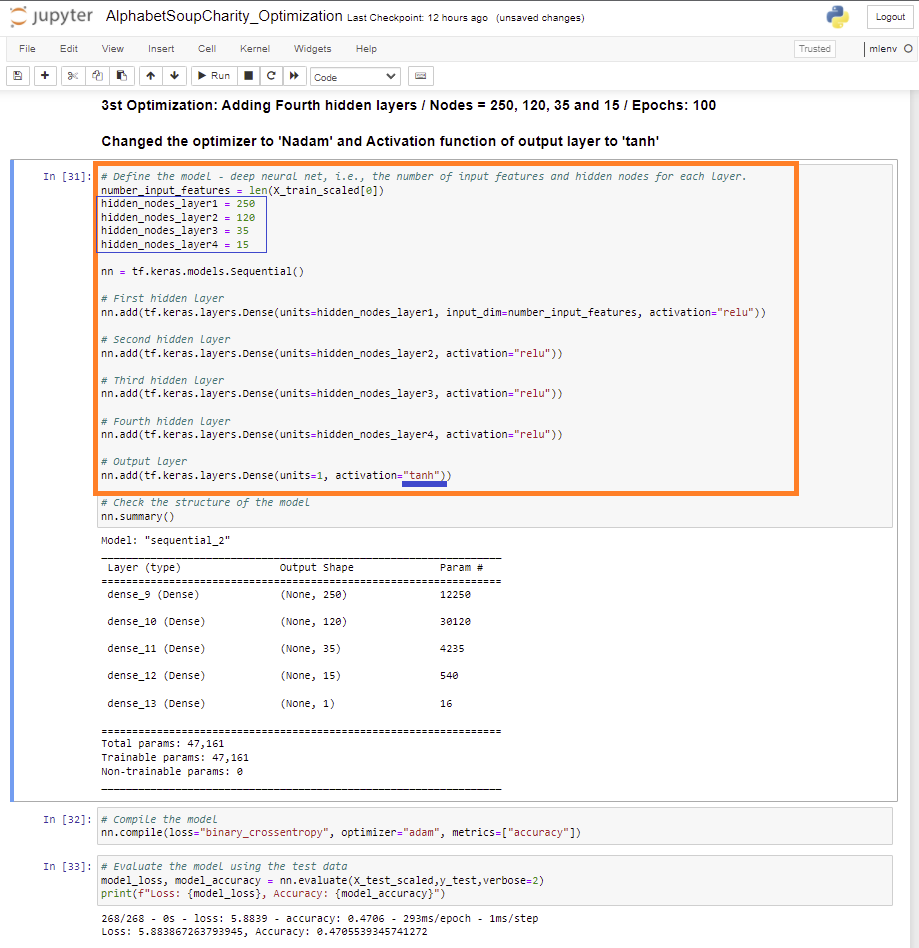 jupyter AlphabetSoupCharity_Optimization Last Checkpoint: 12 hours ago (unsaved changes) Logout
File Edit View Insert Cell Kernel Widgets Help Trusted mlenv
Run Code
3st Optimization: Adding Fourth hidden layers / Nodes = 250, 120, 35 and 15 / Epochs: 100
Changed the optimizer to 'Nadam' and Activation function of output layer to 'tanh'
In [31]: # Define the model - deep neural net, i.e., the number of input features and hidden nodes for each layer.
number_input_features = len(X_train_scaled[0])
hidden_nodes_layer1 = 250
hidden_nodes_layer2 = 120
hidden_nodes_layer3 = 35
hidden_nodes_layer4 = 15
nn = tf.keras.models.Sequential()
# First hidden layer
nn.add(tf.keras.layers.Dense(units=hidden_nodes_layer1, input_dim=number_input_features, activation="relu"))
# Second hidden layer
nn.add(tf.keras.layers.Dense(units=hidden_nodes_layer2, activation="relu"))
# Third hidden layer
nn.add(tf.keras.layers.Dense(units=hidden_nodes_layer3, activation="relu"))
# Fourth hidden layer
nn.add(tf.keras.layers.Dense(units=hidden_nodes_layer4, activation="relu"))
# Output layer
nn.add(tf.keras.layers.Dense(units=1, activation="tanh"))
# Check the structure of the model
nn.summary()
Model: "sequential_2"
Layer (type) Output Shape Param #
dense_9 (Dense) (None, 250) 12250
dense_10 (Dense) (None, 120) 30120
dense_11 (Dense) (None, 35) 4235
dense_12 (Dense) (None, 15) 540
dense_13 (Dense) (None, 1) 16
Total params: 47,161
Trainable params: 47,161
Non-trainable params: 0
In [32]: # Compile the model
nn.compile(loss="binary_crossentropy", optimizer="adam", metrics=["accuracy"])
In [33]: # Evaluate the model using the test data
model_loss, model_accuracy = nn.evaluate(X_test_scaled,y_test,verbose=2)
print(f"Loss: {model_loss}, Accuracy: {model_accuracy}")
268/268 - 0s - loss: 5.8839 - accuracy: 0.4706 - 293ms/epoch - 1ms/step
Loss: 5.883867263793945, Accuracy: 0.4705539345741272